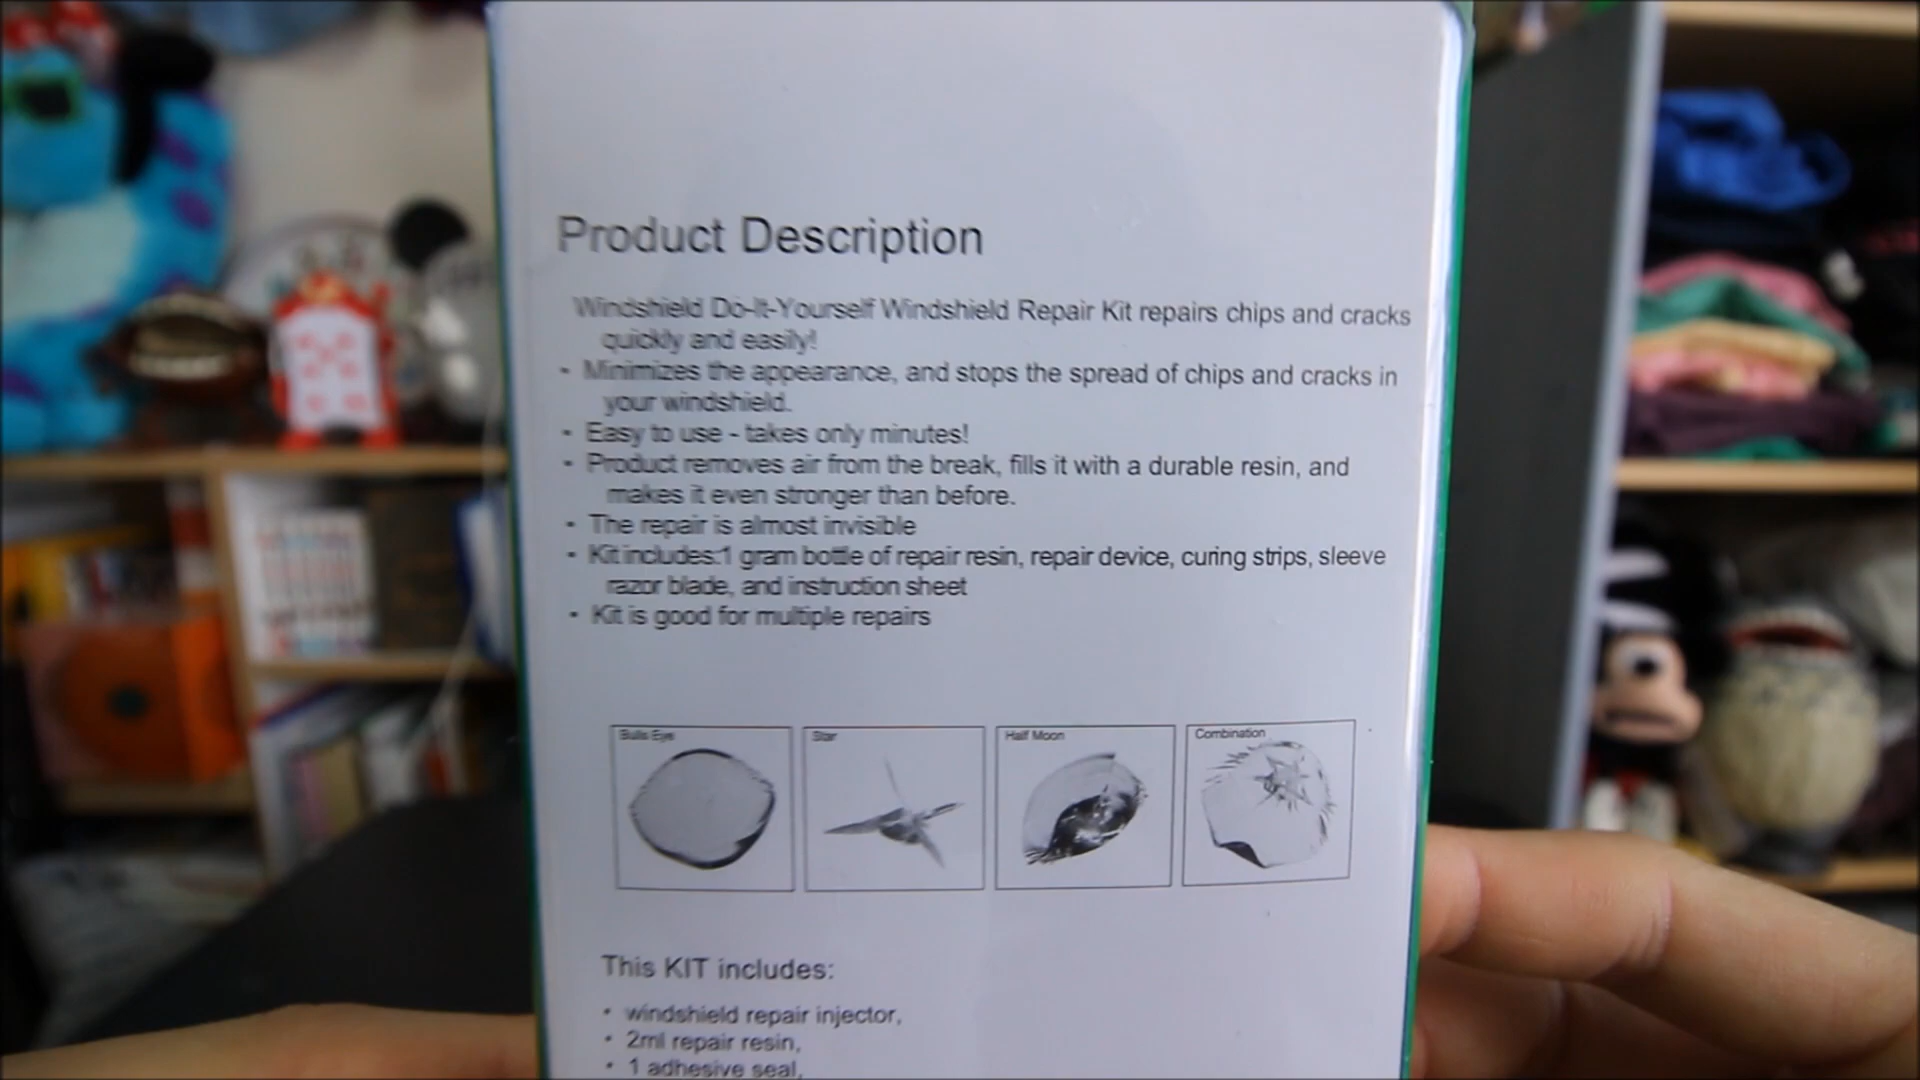 Product Description
Windshield Do-It-Yourself Windshield Repair Kit repairs chips and cracks
quickly and easily!
• Minimizes the appearance, and stops the spread of chips and cracks in
your windshield.
• Easy to use - takes only minutes!
• Product removes air from the break, fills it with a durable resin, and
makes it even stronger than before.
• The repair is almost invisible
• Kit includes:1 gram bottle of repair resin, repair device, curing strips, sleeve
razor blade, and instruction sheet
• Kit is good for multiple repairs
Bulls Eye
Star
Half Moon
Combination
This KIT includes:
• windshield repair injector,
• 2ml repair resin,
• 1 adhesive seal,